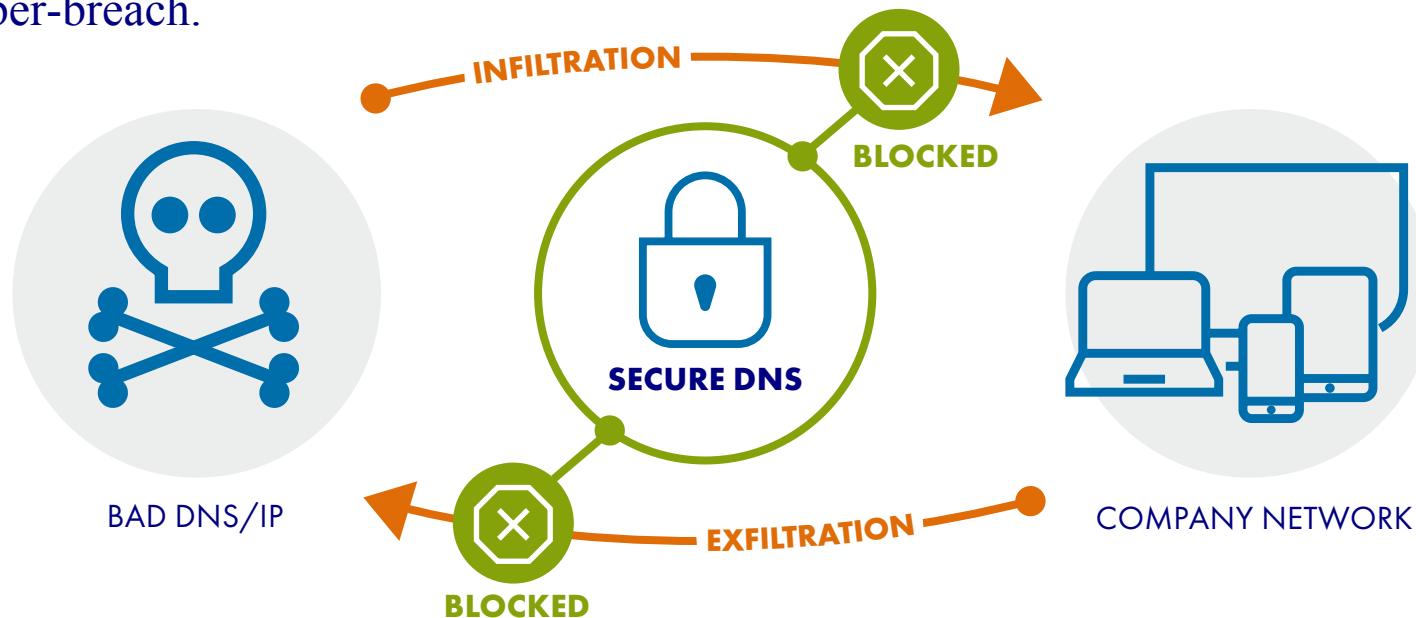 per-breach.
INFILTRATION
BLOCKED
SECURE DNS
BAD DNS/IP
COMPANY NETWORK
EXFILTRATION
BLOCKED